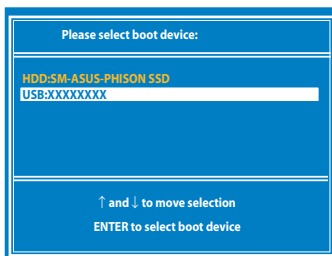 Please select boot device:
HDD:SM-ASUS-PHISON SSD
USB:XXXXXXXX
↑ and ↓ to move selection
ENTER to select boot device